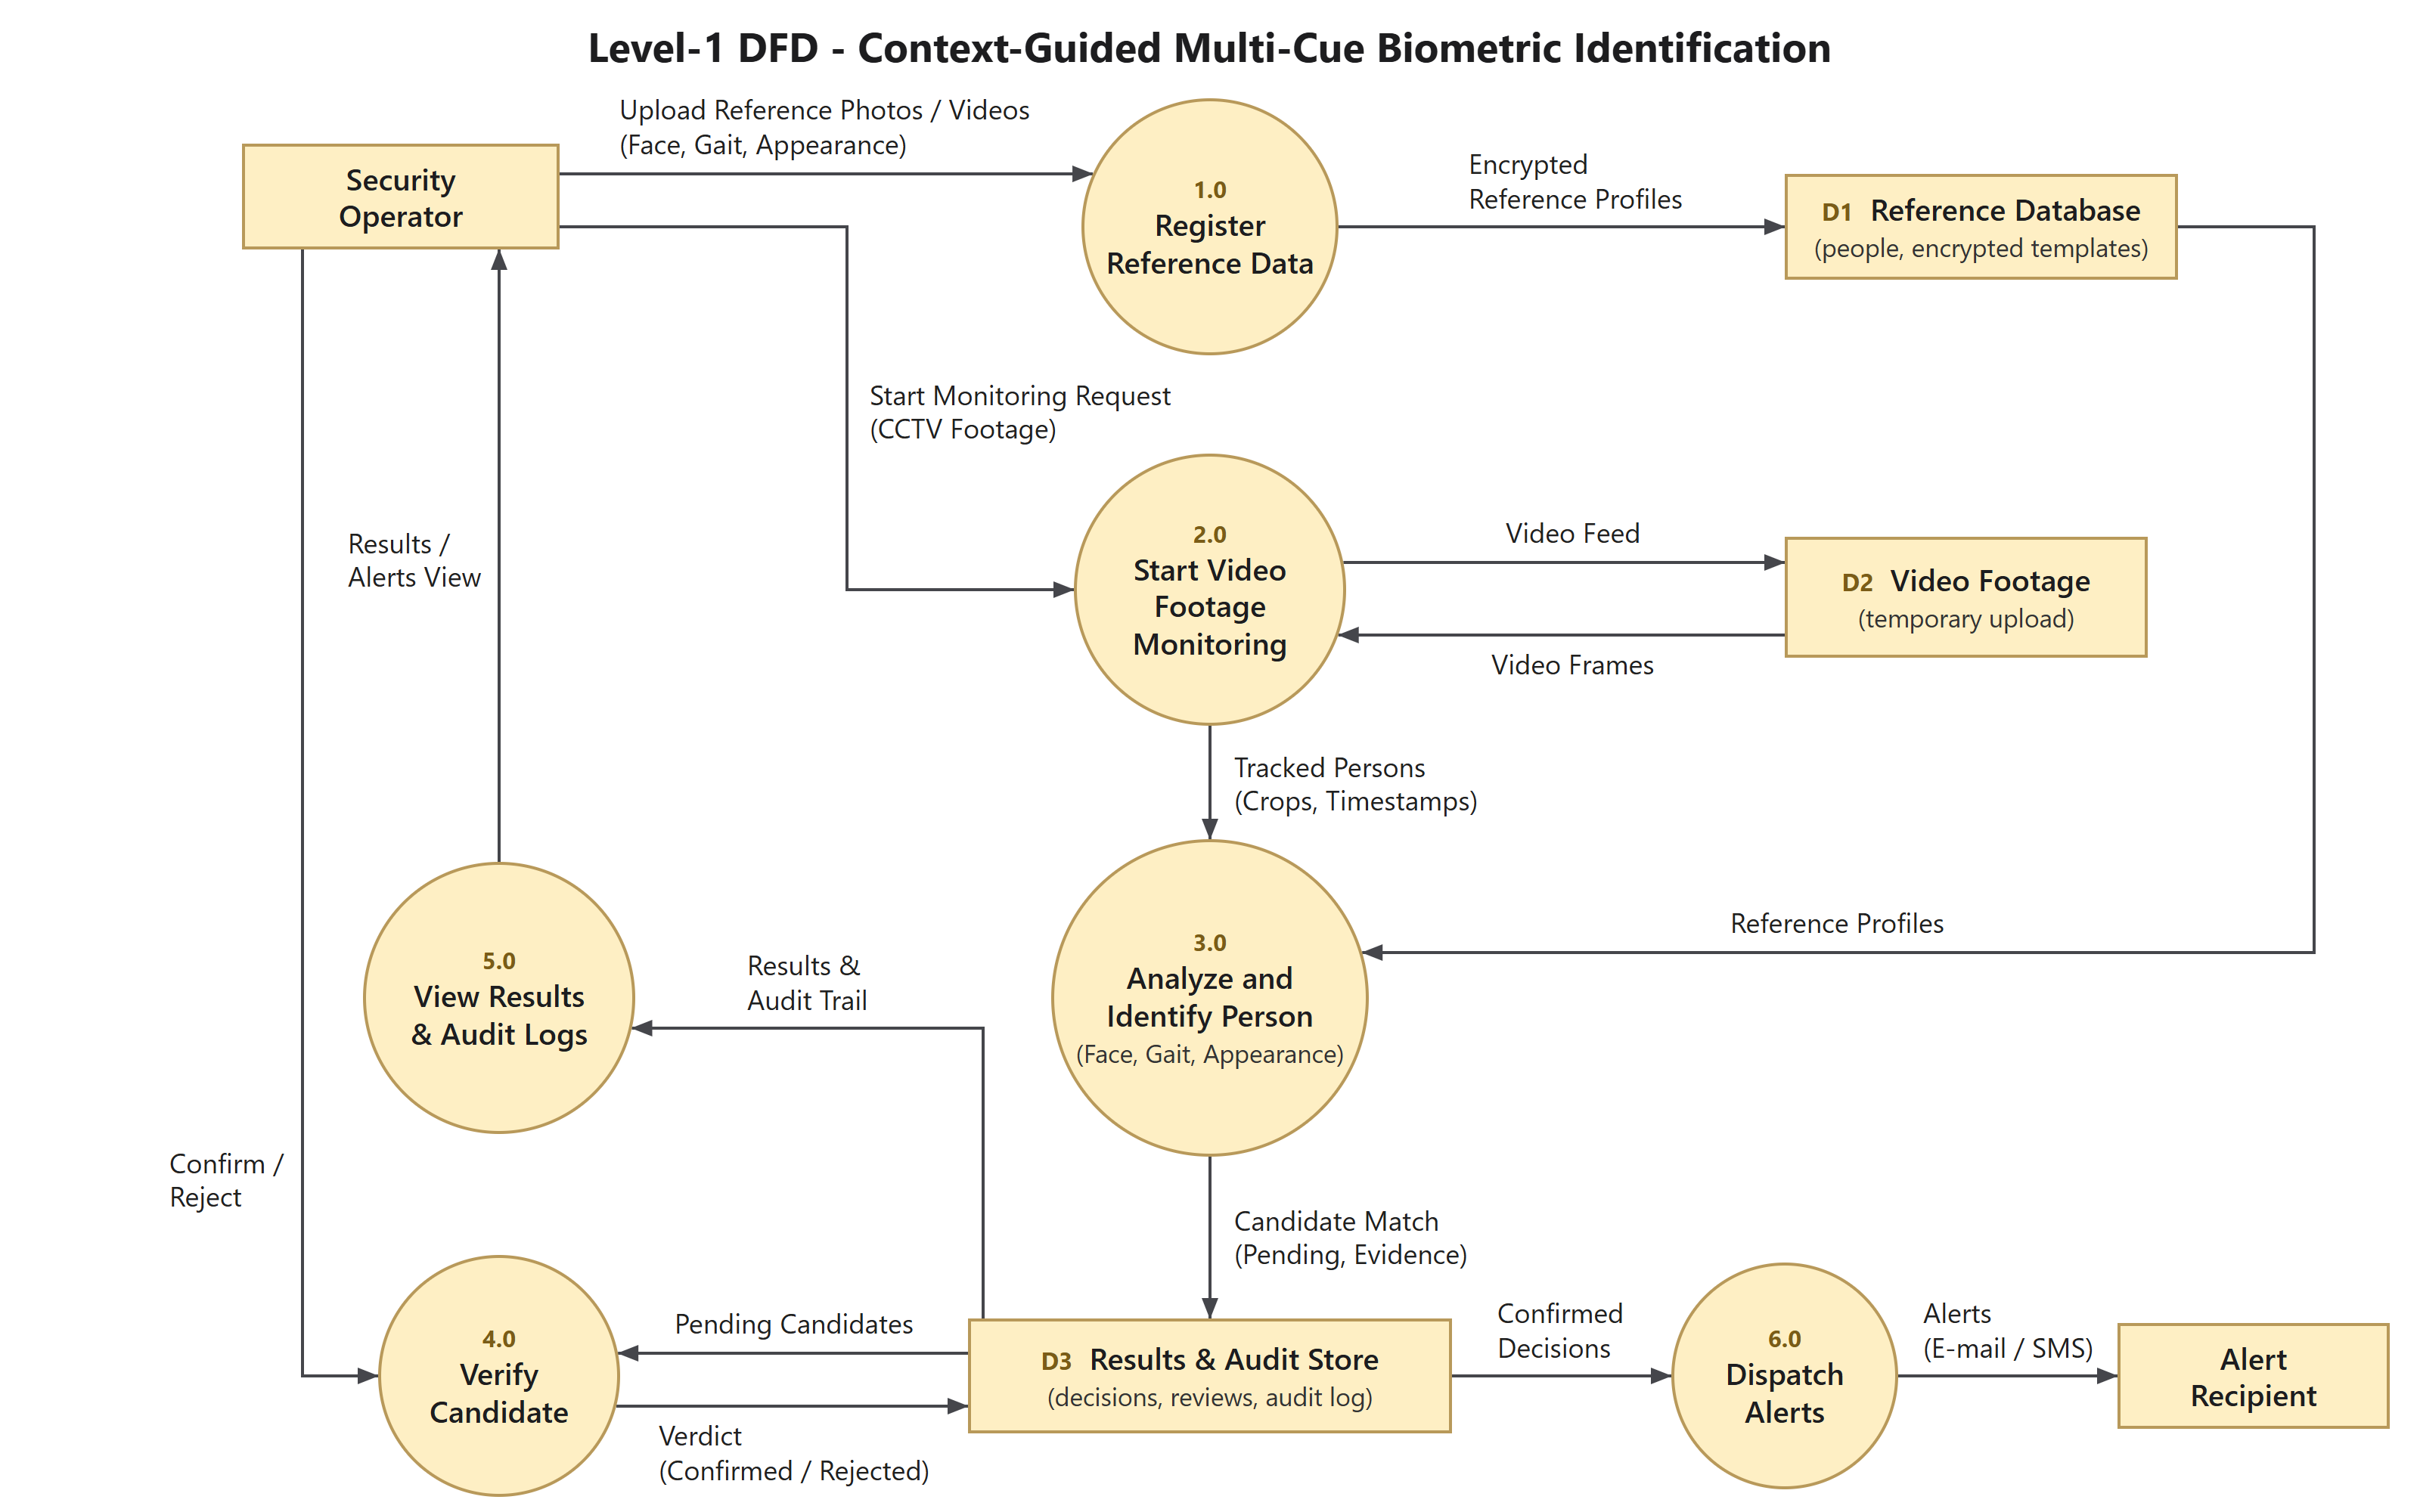 Level-1 DFD - Context-Guided Multi-Cue Biometric Identification
Upload Reference Photos / Videos
(Face, Gait, Appearance)
Security
Operator
1.0
Register
Reference Data
Encrypted
Reference Profiles
D1 Reference Database
(people, encrypted templates)
Start Monitoring Request
(CCTV Footage)
Results /
Alerts View
2.0
Start Video
Footage
Monitoring
Video Feed
D2 Video Footage
(temporary upload)
Video Frames
Tracked Persons
(Crops, Timestamps)
Reference Profiles
5.0
View Results
& Audit Logs
Results &
Audit Trail
3.0
Analyze and
Identify Person
(Face, Gait, Appearance)
Confirm /
Reject
Candidate Match
(Pending, Evidence)
4.0
Verify
Candidate
Pending Candidates
Verdict
(Confirmed / Rejected)
D3 Results & Audit Store
(decisions, reviews, audit log)
Confirmed
Decisions
6.0
Dispatch
Alerts
Alerts
(E-mail / SMS)
Alert
Recipient